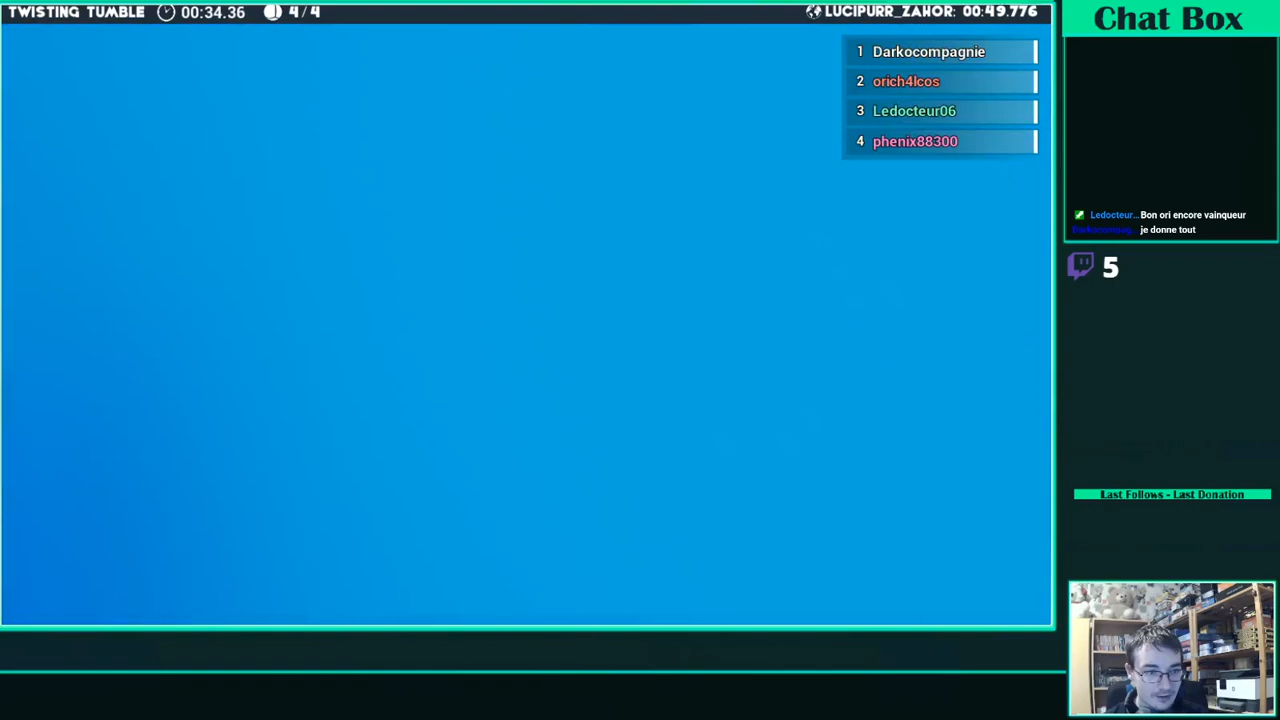 TWISTING TUMBLE 00:34.36 4/4
LUCIPURR_ZAHOR: 00:49.776
1 Darkocompagnie
2 orich4lcos
3 Ledocteur06
4 phenix88300
Chat Box
Ledocteur... Bon ori encore vainqueur
Darkocompag... je donne tout
5
Last Follows - Last Donation